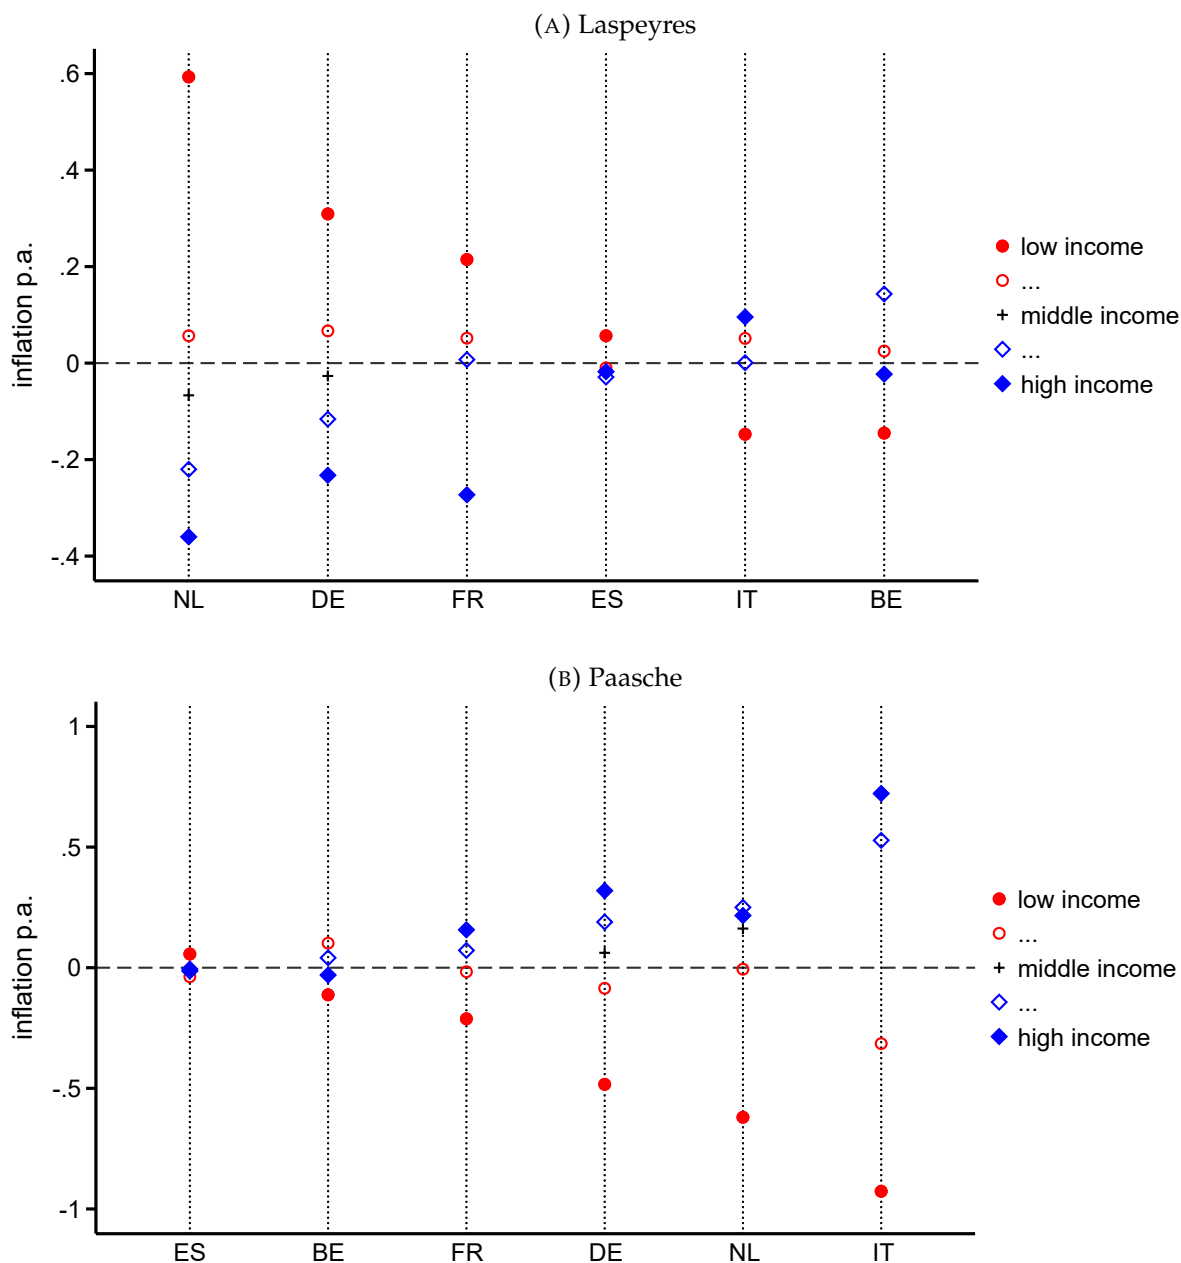 (A) Laspeyres
inflation p.a.
.6
.4
.2
0
-.2
-.4
NL DE FR ES IT BE
low income
...
middle income
...
high income
(B) Paasche
inflation p.a.
1
.5
0
-.5
-1
ES BE FR DE NL IT
low income
...
middle income
...
high income